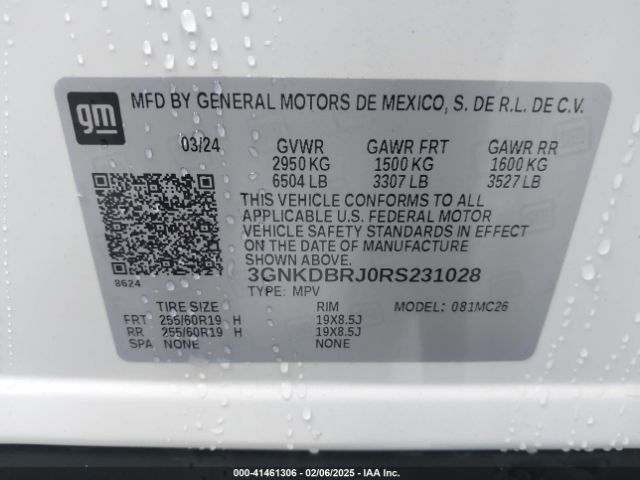 gm
MFD BY GENERAL MOTORS DE MEXICO, S. DE R.L. DE C.V.
03/24 GVWR GAWR FRT GAWR RR
2950 KG 1500 KG 1600 KG
6504 LB 3307 LB 3527 LB
THIS VEHICLE CONFORMS TO ALL
APPLICABLE U.S. FEDERAL MOTOR
VEHICLE SAFETY STANDARDS IN EFFECT
ON THE DATE OF MANUFACTURE
SHOWN ABOVE.
3GNKDBRJ0RS231028
8624
TYPE: MPV
TIRE SIZE RIM MODEL: 081MC26
FRT 255/60R19 H 19X8.5J
RR 255/60R19 H 19X8.5J
SPA NONE NONE
000-41461306 - 02/06/2025 - IAA Inc.